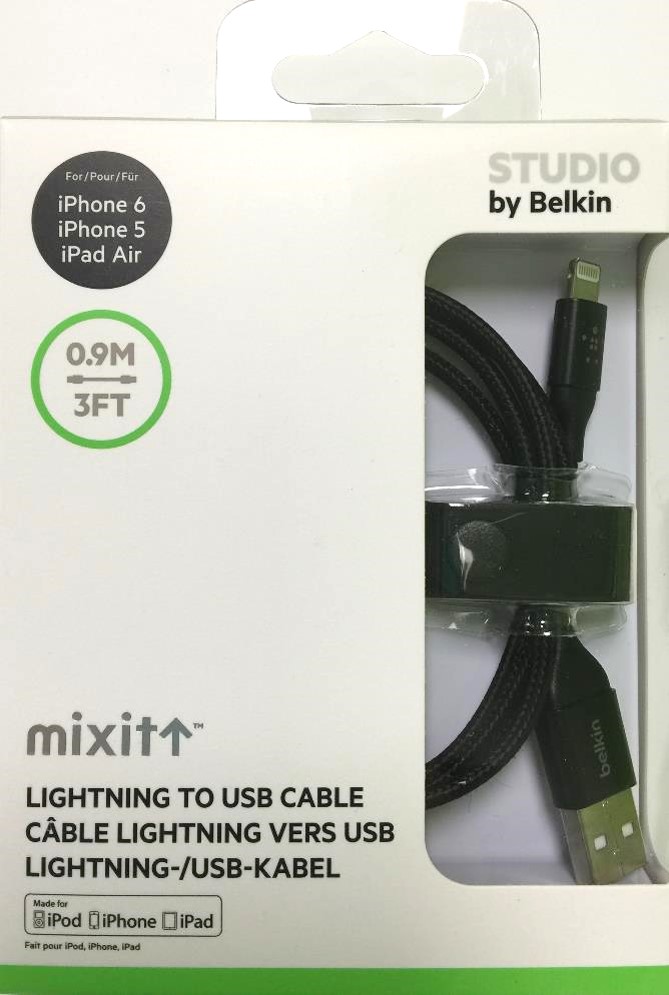 For/Pour/Für
iPhone 6
iPhone 5
iPad Air
STUDIO
by Belkin
0.9M
3FT
belkin
mixit↑™
LIGHTNING TO USB CABLE
CÂBLE LIGHTNING VERS USB
LIGHTNING-/USB-KABEL
Made for
iPod iPhone iPad
Fait pour iPod, iPhone, iPad